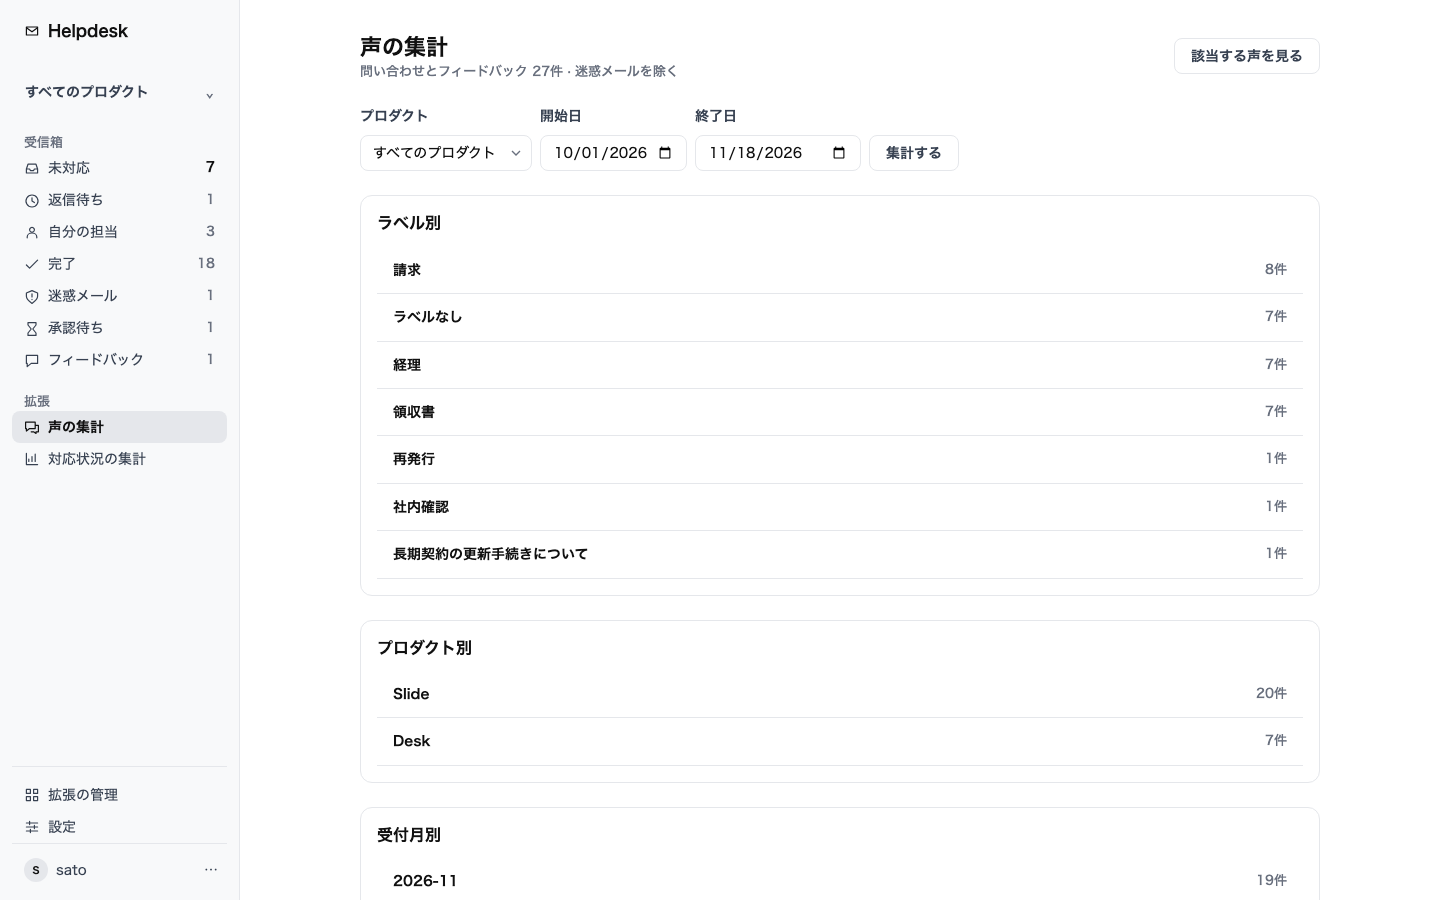 Helpdesk
すべてのプロダクト
受信箱
未対応 7
返信待ち 1
自分の担当 3
完了 18
迷惑メール 1
承認待ち 1
フィードバック 1
拡張
声の集計
対応状況の集計
拡張の管理
設定
S sato ...
声の集計
問い合わせとフィードバック 27件 · 迷惑メールを除く
該当する声を見る
プロダクト 開始日 終了日
すべてのプロダクト 10/01/2026 11/18/2026 集計する
ラベル別
請求 8件
ラベルなし 7件
経理 7件
領収書 7件
再発行 1件
社内確認 1件
長期契約の更新手続きについて 1件
プロダクト別
Slide 20件
Desk 7件
受付月別
2026-11 19件